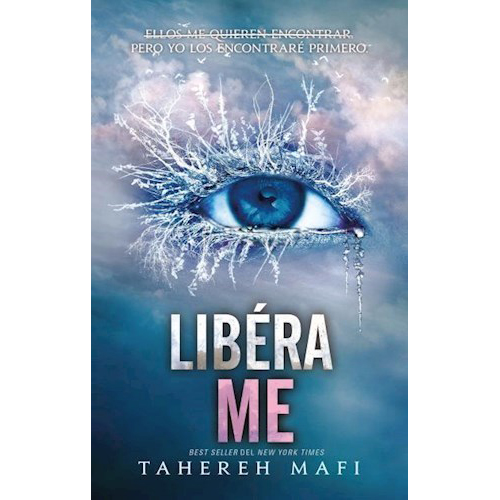 ELLOS ME QUIEREN ENCONTRAR.
PERO YO LOS ENCONTRARÉ PRIMERO."
LIBÉRA
ME
BEST SELLER DEL NEW YORK TIMES
TAHEREH MAFI